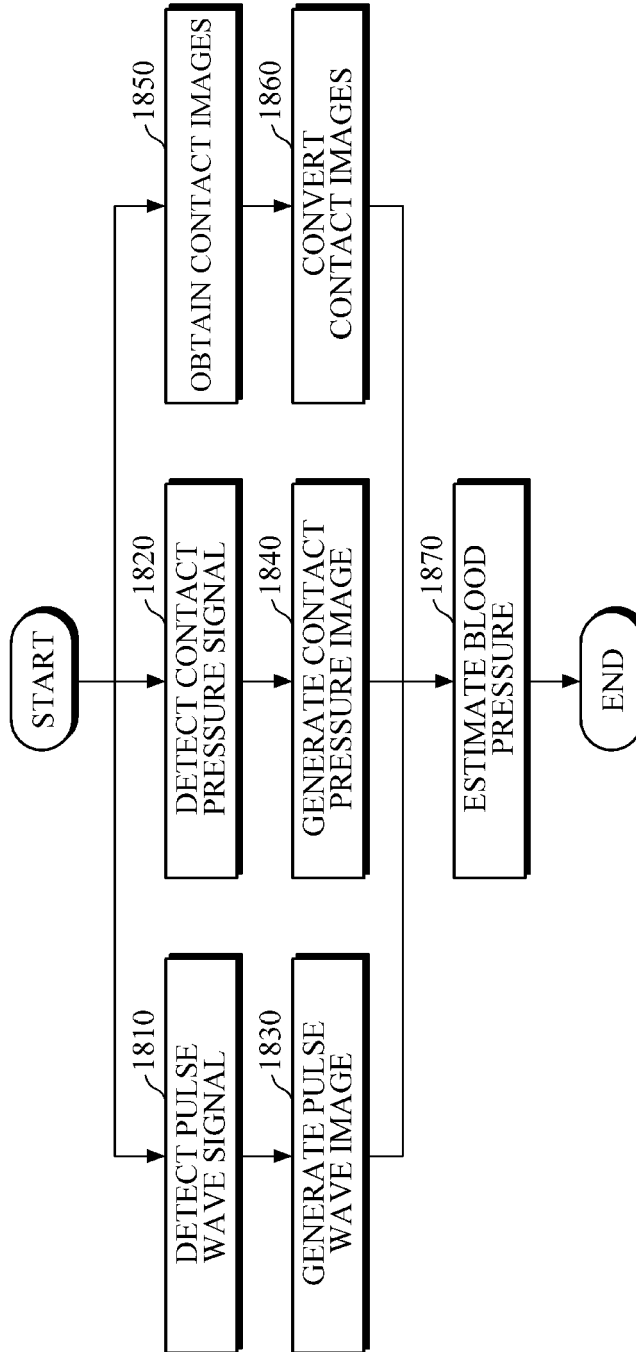 START
1810
DETECT PULSE
WAVE SIGNAL
1820
DETECT CONTACT
PRESSURE SIGNAL
1850
OBTAIN CONTACT IMAGES
1830
GENERATE PULSE
WAVE IMAGE
1840
GENERATE CONTACT
PRESSURE IMAGE
1860
CONVERT
CONTACT IMAGES
1870
ESTIMATE BLOOD
PRESSURE
END